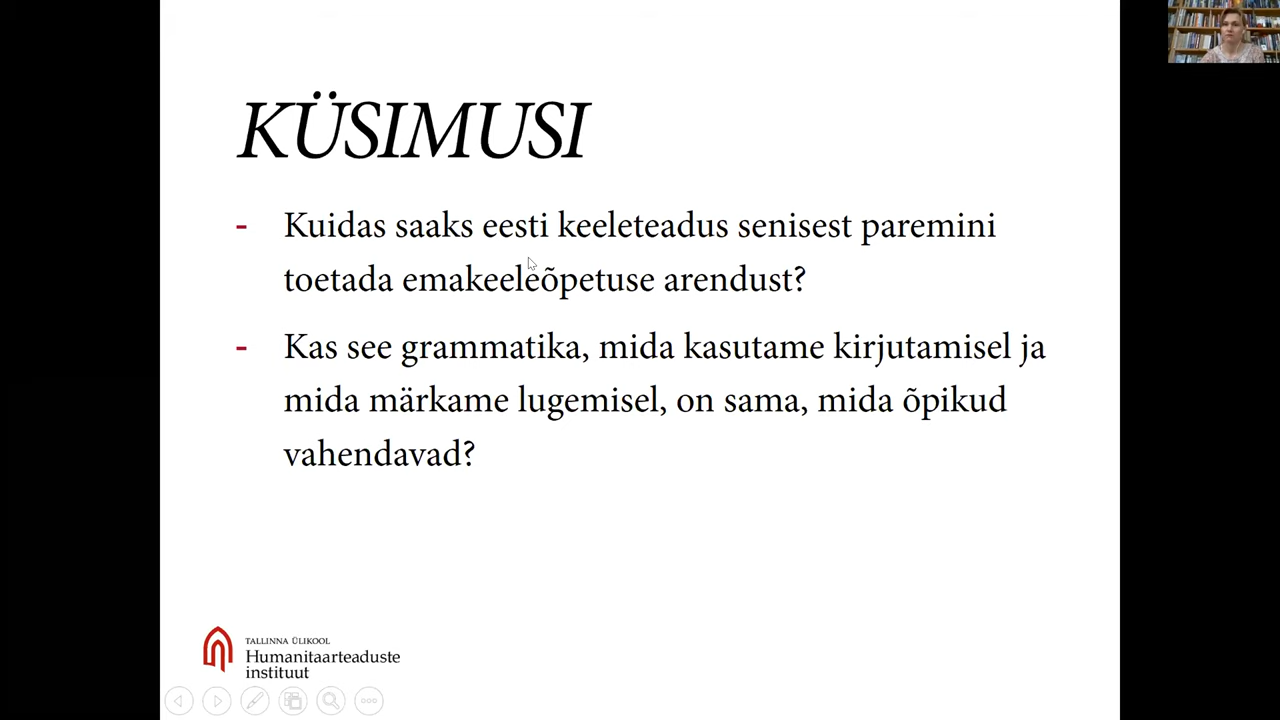 KÜSIMUSI
- Kuidas saaks eesti keeleteadus senisest paremini
toetada emakeeleõpetuse arendust?
- Kas see grammatika, mida kasutame kirjutamisel ja
mida märkame lugemisel, on sama, mida õpikud
vahendavad?
TALLINNA ÜLIKOOL
Humanitaarteaduste
instituut